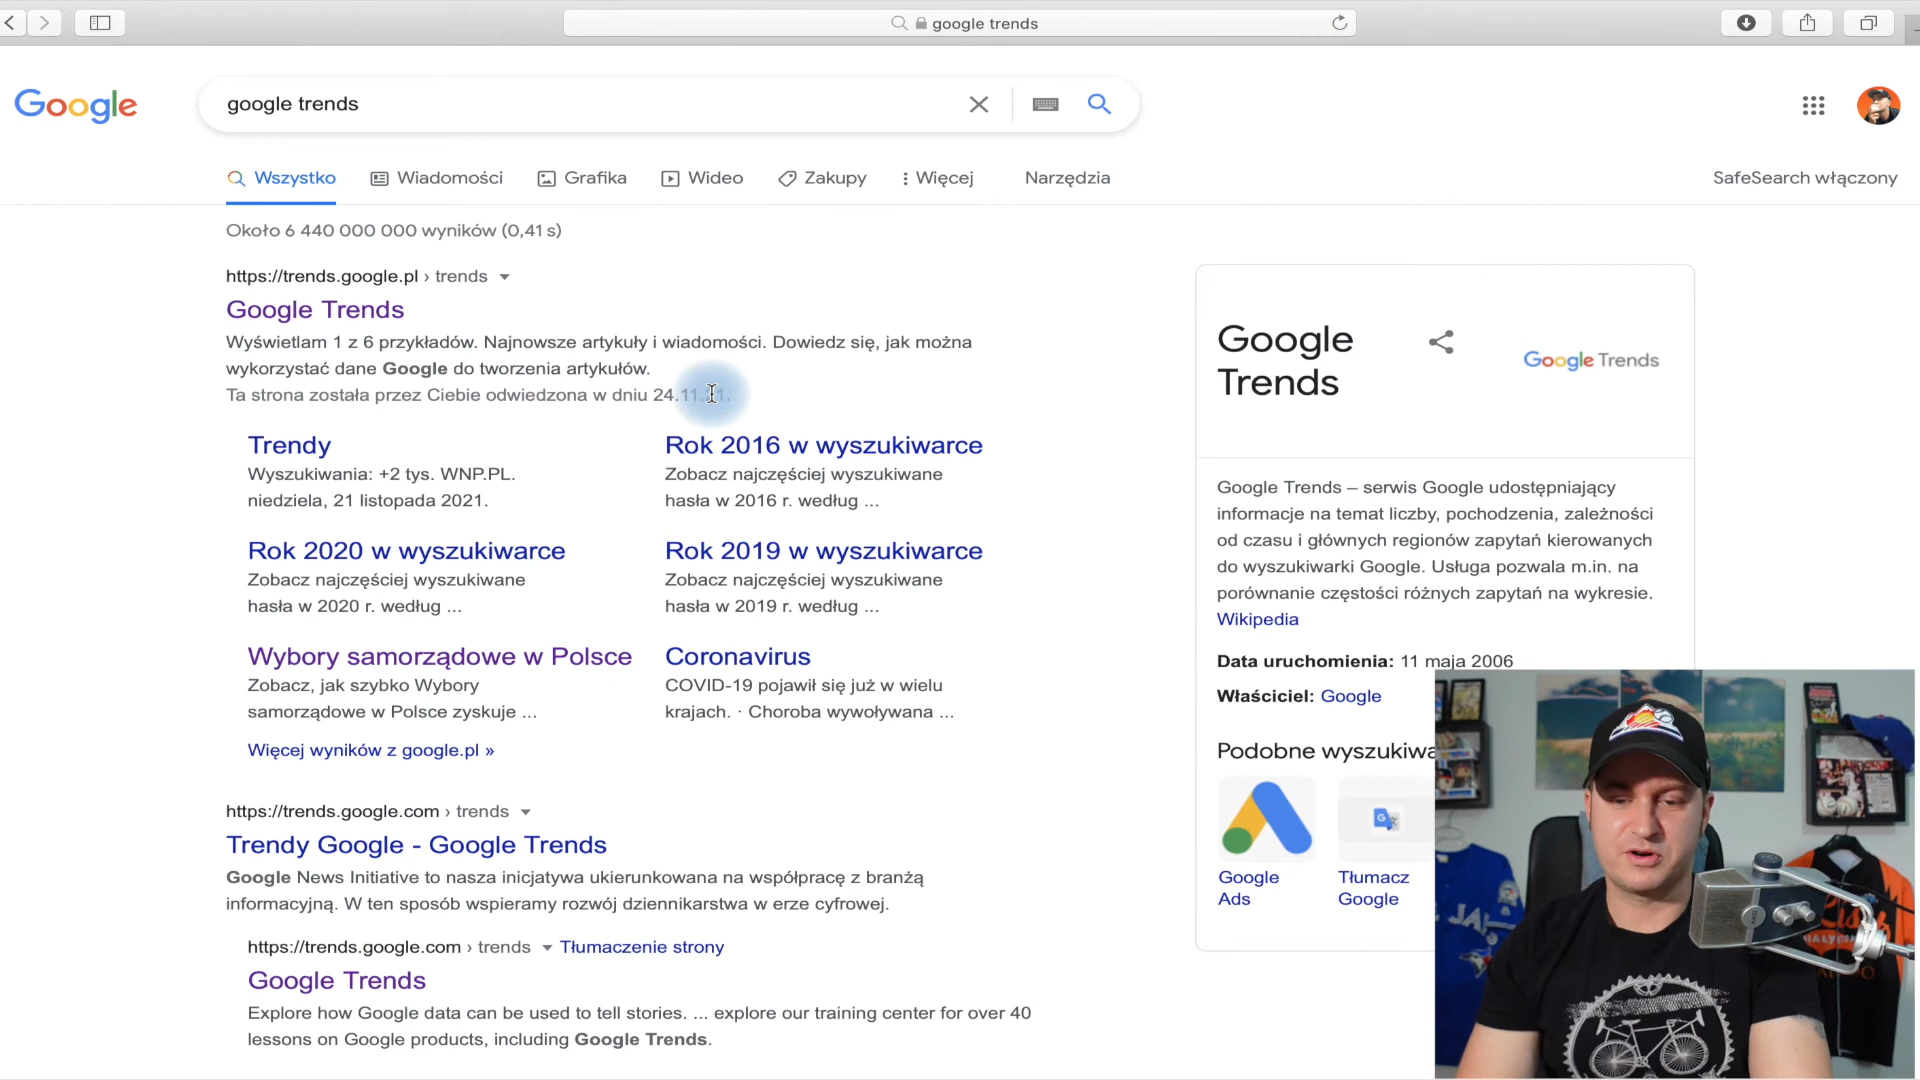 google trends
Google
google trends
Wszystko
Wiadomości
Grafika
Wideo
Zakupy
Więcej
Narzędzia
SafeSearch włączony
Około 6 440 000 000 wyników (0,41 s)
https://trends.google.pl › trends
Google Trends
Wyświetlam 1 z 6 przykładów. Najnowsze artykuły i wiadomości. Dowiedz się, jak można
wykorzystać dane Google do tworzenia artykułów.
Ta strona została przez Ciebie odwiedzona w dniu
Trendy
Wyszukiwania: +2 tys. WNP.PL.
niedziela, 21 listopada 2021.
Rok 2016 w wyszukiwarce
Zobacz najczęściej wyszukiwane
hasła w 2016 r. według ...
Rok 2020 w wyszukiwarce
Zobacz najczęściej wyszukiwane
hasła w 2020 r. według ...
Rok 2019 w wyszukiwarce
Zobacz najczęściej wyszukiwane
hasła w 2019 r. według ...
Wybory samorządowe w Polsce
Zobacz, jak szybko Wybory
samorządowe w Polsce zyskuje ...
Coronavirus
COVID-19 pojawił się już w wielu
krajach. · Choroba wywoływana ...
Więcej wyników z google.pl »
https://trends.google.com › trends
Trendy Google - Google Trends
Google News Initiative to nasza inicjatywa ukierunkowana na współpracę z branżą
informacyjną. W ten sposób wspieramy rozwój dziennikarstwa w erze cyfrowej.
https://trends.google.com › trends
Tłumaczenie strony
Google Trends
Explore how Google data can be used to tell stories. ... explore our training center for over 40
lessons on Google products, including Google Trends.
Google
Trends
Google Trends
Google Trends – serwis Google udostępniający
informacje na temat liczby, pochodzenia, zależności
od czasu i głównych regionów zapytań kierowanych
do wyszukiwarki Google. Usługa pozwala m.in. na
porównanie częstości różnych zapytań na wykresie.
Wikipedia
Data uruchomienia: 11 maja 2006
Właściciel: Google
Podobne
Google
Ads
Tłumacz
Google